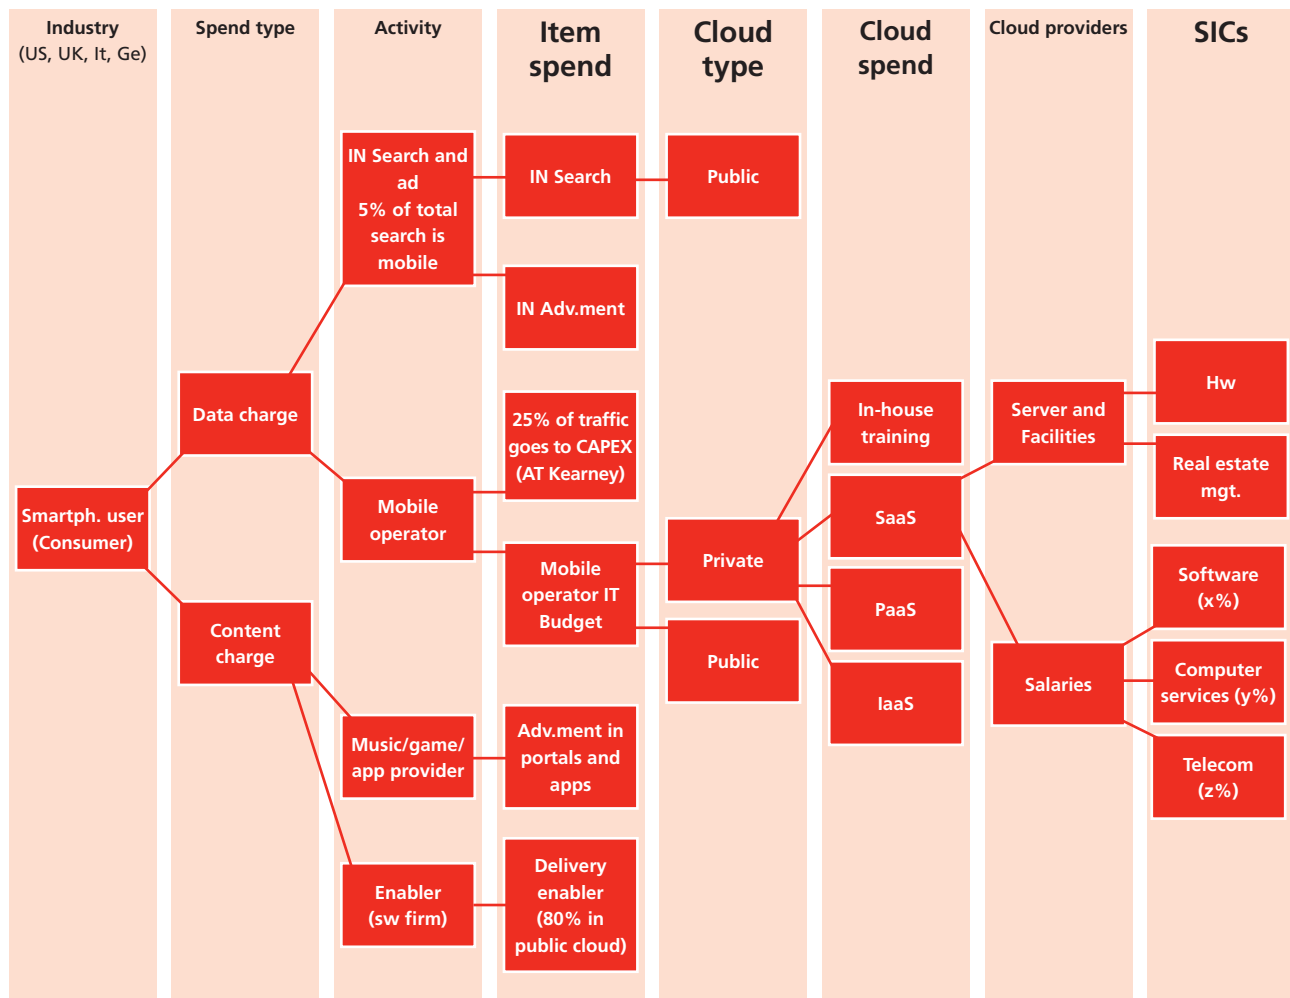 Industry
(US, UK, It, Ge)
Spend type
Activity
Item
spend
Cloud
type
Cloud
spend
Cloud providers
SICs
Smartph. user
(Consumer)
Data charge
Content
charge
IN Search and
ad
5% of total
search is
mobile
Mobile
operator
Music/game/
app provider
Enabler
(sw firm)
IN Search
IN Adv.ment
25% of traffic
goes to CAPEX
(AT Kearney)
Mobile
operator IT
Budget
Adv.ment in
portals and
apps
Delivery
enabler
(80% in
public cloud)
Public
Private
Public
In-house
training
SaaS
PaaS
IaaS
Server and
Facilities
Salaries
Hw
Real estate
mgt.
Software
(x%)
Computer
services (y%)
Telecom
(z%)